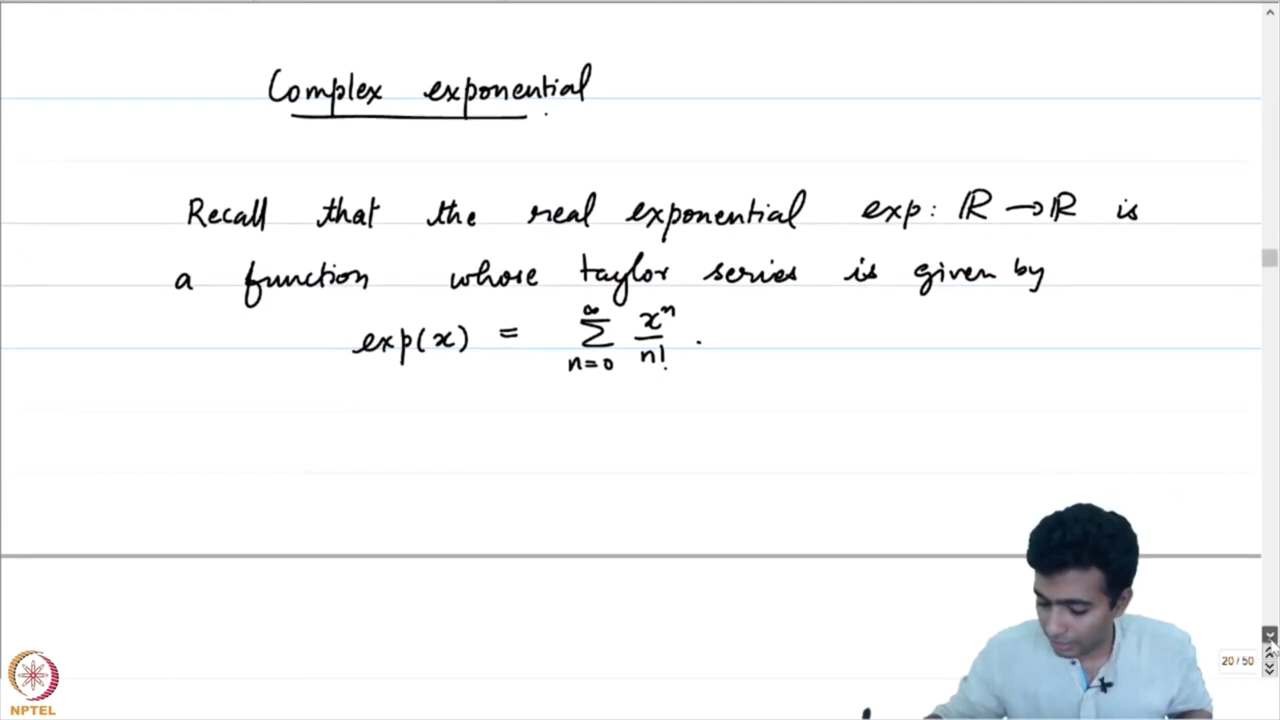 Complex exponential
Recall that the real exponential exp: ℝ → ℝ is
a function whose taylor series is given by
exp(x) = ∑_{n=0}^{∞} x^n/n! .
20 / 50
NPTEL